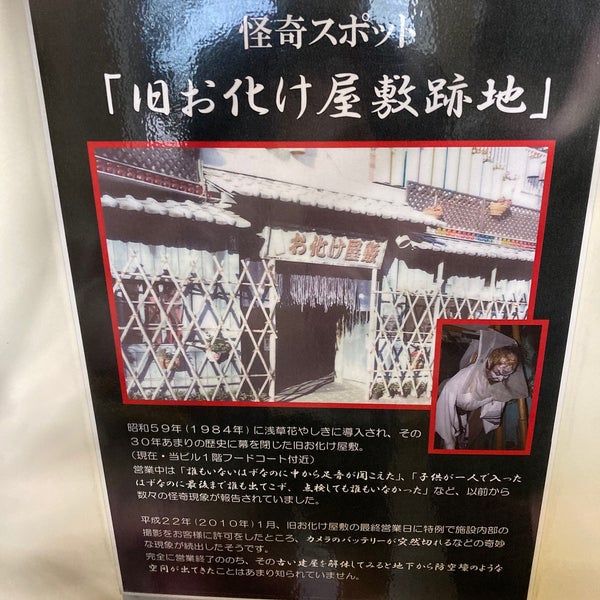 怪奇スポット
「旧お化け屋敷跡地」
お化け屋敷
昭和59年(1984年)に浅草花やしきに導入され、その
30年あまりの歴史に幕を閉じた旧お化け屋敷。
(現在・当ビル1階フードコート付近)
営業中は「誰もいないはずなのに中から足音が聞こえた」、「子供が一人で入った
はずなのに最後まで誰も出てこず、点検しても誰もいなかった」など、以前から
数々の怪奇現象が報告されていました。
平成22年(2010年)1月、旧お化け屋敷の最終営業日に特例で施設内部の
撮影をお客様に許可をしたところ、カメラのバッテリーが突然切れるなどの奇妙
な現象が続出したそうです。
完全に営業終了ののち、その古い建屋を解体してみると地下から防空壕のような
空間が出てきたことはあまり知られていません。